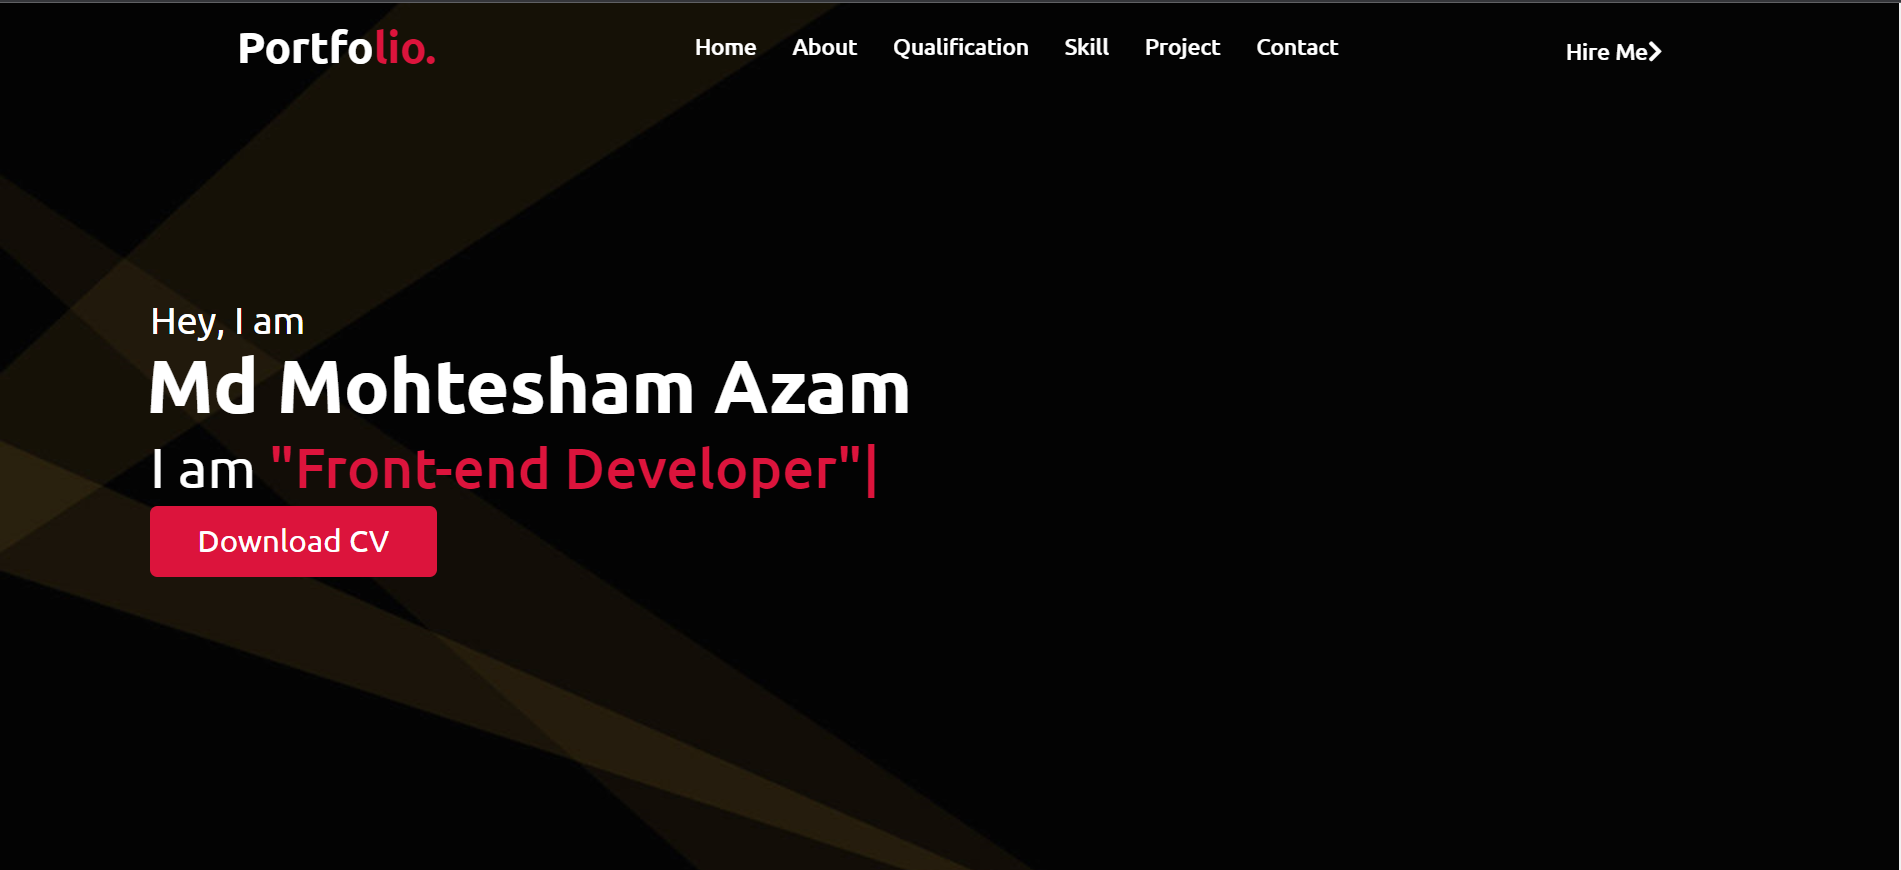 Portfolio.
Home About Qualification Skill Project Contact
Hire Me
Hey, I am
Md Mohtesham Azam
I am "Front-end Developer"|
Download CV